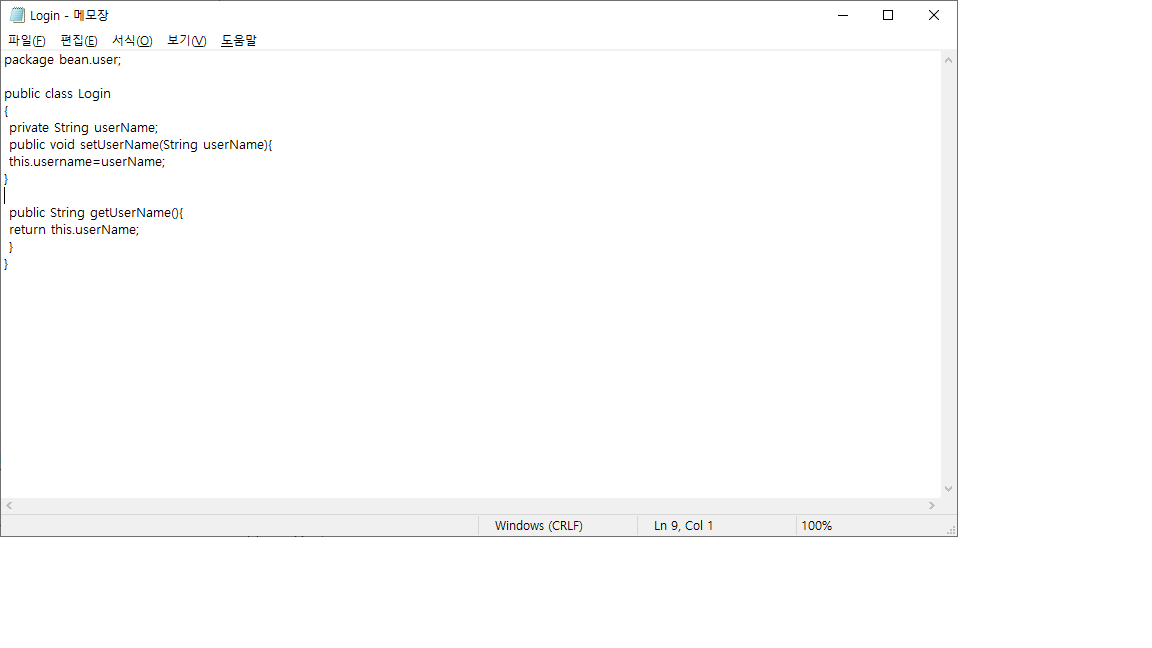 Login - 메모장
파일(F) 편집(E) 서식(O) 보기(V) 도움말
package bean.user;
public class Login
{
private String userName;
public void setUserName(String userName){
this.username=userName;
}
public String getUserName(){
return this.userName;
}
}
Windows (CRLF) Ln 9, Col 1 100%